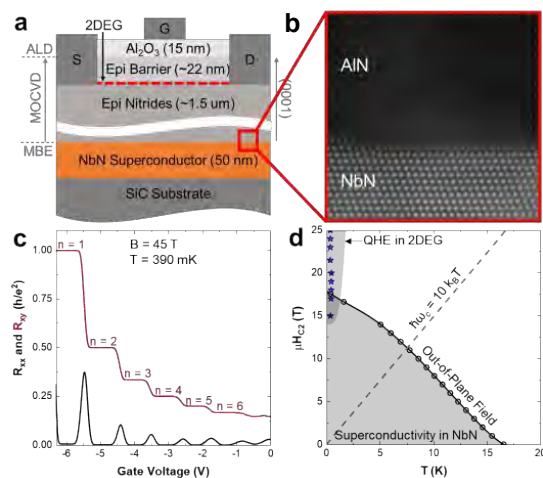 a
2DEG
G
ALD
S
Al₂O₃ (15 nm)
D
Epi Barrier (~22 nm)
MOCVD
Epi Nitrides (~1.5 um)
(0001)
MBE
NbN Superconductor (50 nm)
SiC Substrate
b
AlN
NbN
c
Rxx and Rxy (h/e²)
1.00
0.75
0.50
0.25
0.00
n = 1
B = 45 T
T = 390 mK
n = 2
n = 3
n = 4
n = 5
n = 6
-6 -5 -4 -3 -2 -1 0
Gate Voltage (V)
d
μH_C2 (T)
25
20
15
10
5
0
QHE in 2DEG
ħω_c = 10 k_BT
Out-of-Plane Field
Superconductivity in NbN
0 5 10 15 20
T (K)